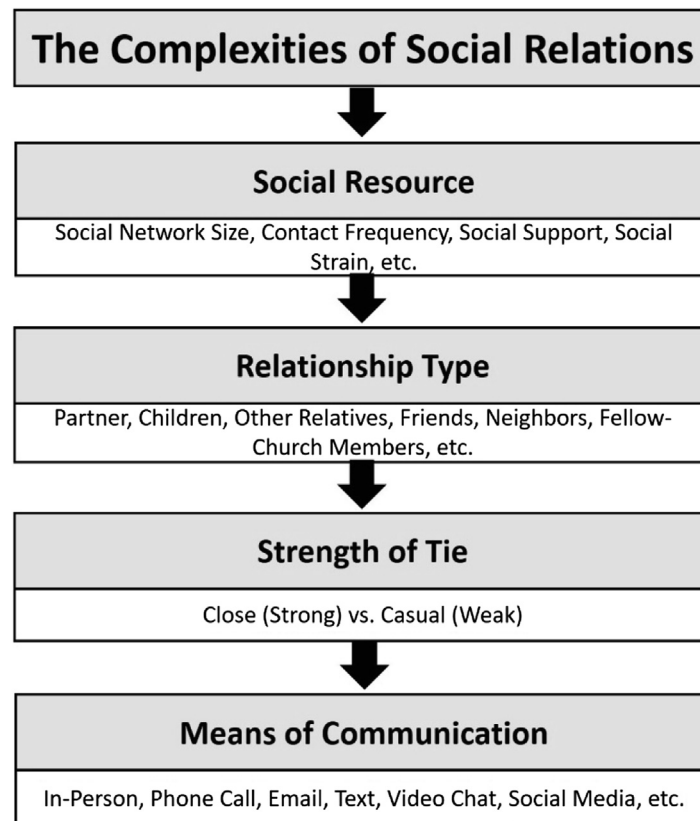 The Complexities of Social Relations
Social Resource
Social Network Size, Contact Frequency, Social Support, Social
Strain, etc.
Relationship Type
Partner, Children, Other Relatives, Friends, Neighbors, Fellow-
Church Members, etc.
Strength of Tie
Close (Strong) vs. Casual (Weak)
Means of Communication
In-Person, Phone Call, Email, Text, Video Chat, Social Media, etc.